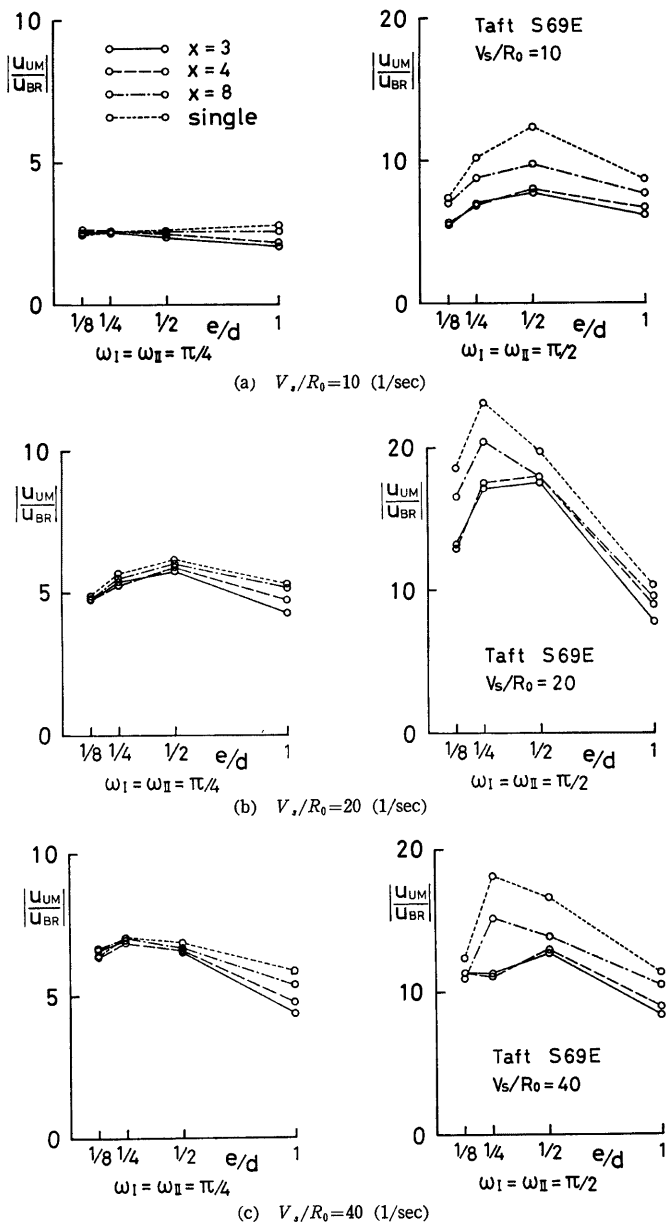 10
|u_UM/u_BR|
5
0
x = 3
x = 4
x = 8
single
1/8 1/4 1/2 e/d 1
ω_I = ω_II = π/4
20
|u_UM/u_BR|
10
0
Taft S69E
V_S/R_0 = 10
1/8 1/4 1/2 e/d 1
ω_I = ω_II = π/2
(a) V_s/R_0=10 (1/sec)
10
|u_UM/u_BR|
5
0
1/8 1/4 1/2 e/d 1
ω_I = ω_II = π/4
20
|u_UM/u_BR|
10
0
Taft S69E
V_S/R_0 = 20
1/8 1/4 1/2 e/d 1
ω_I = ω_II = π/2
(b) V_s/R_0=20 (1/sec)
10
|u_UM/u_BR|
5
0
1/8 1/4 1/2 e/d 1
ω_I = ω_II = π/4
20
|u_UM/u_BR|
10
0
Taft S69E
V_S/R_0 = 40
1/8 1/4 1/2 e/d 1
ω_I = ω_II = π/2
(c) V_s/R_0=40 (1/sec)